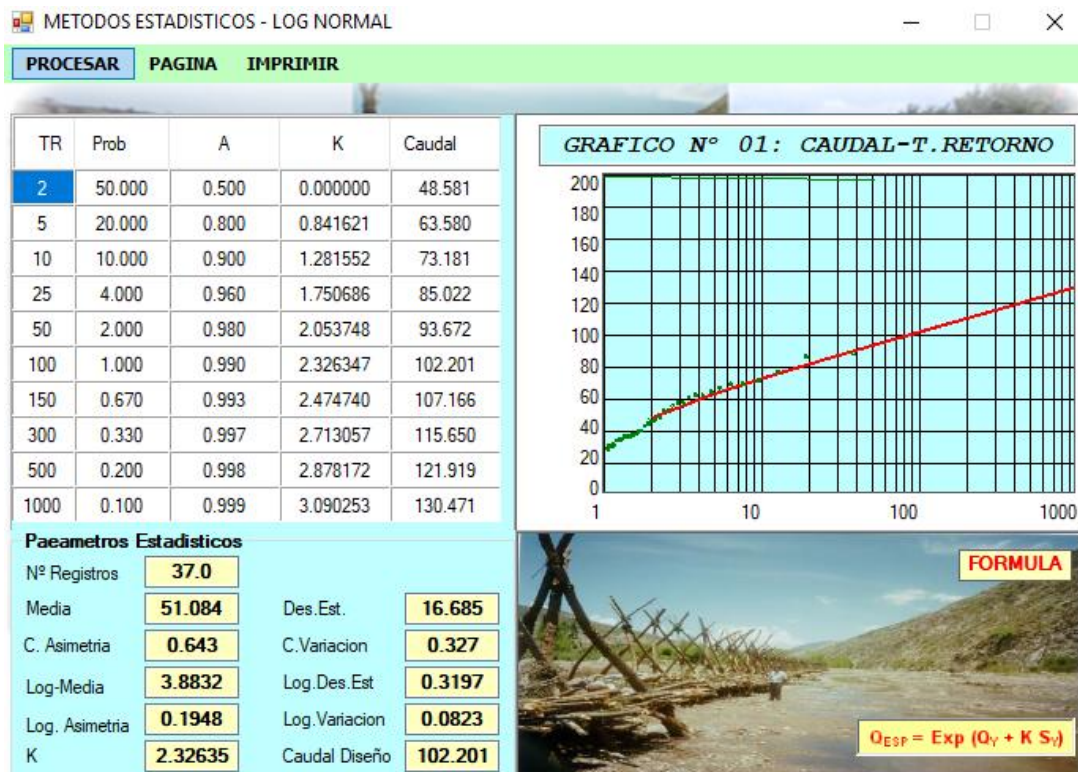 METODOS ESTADISTICOS - LOG NORMAL
PROCESAR PAGINA IMPRIMIR
TR Prob A K Caudal
2 50.000 0.500 0.000000 48.581
5 20.000 0.800 0.841621 63.580
10 10.000 0.900 1.281552 73.181
25 4.000 0.960 1.750686 85.022
50 2.000 0.980 2.053748 93.672
100 1.000 0.990 2.326347 102.201
150 0.670 0.993 2.474740 107.166
300 0.330 0.997 2.713057 115.650
500 0.200 0.998 2.878172 121.919
1000 0.100 0.999 3.090253 130.471
GRAFICO Nº 01: CAUDAL-T.RETORNO
200
180
160
140
120
100
80
60
40
20
0
1 10 100 1000
Paeametros Estadisticos
Nº Registros 37.0
Media 51.084 Des.Est. 16.685
C. Asimetria 0.643 C.Variacion 0.327
Log-Media 3.8832 Log.Des.Est 0.3197
Log. Asimetria 0.1948 Log.Variacion 0.0823
K 2.32635 Caudal Diseño 102.201
FORMULA
QESP = Exp (QY + K SY)